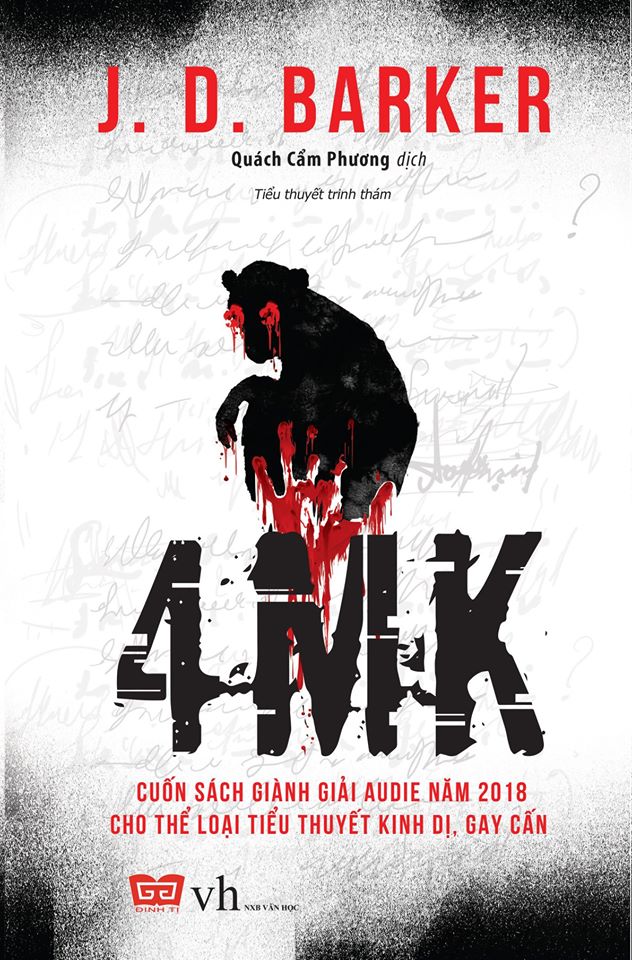 J. D. BARKER
Quách Cẩm Phương dịch
Tiểu thuyết trinh thám
?
4MK
CUỐN SÁCH GIÀNH GIẢI AUDIE NĂM 2018
CHO THỂ LOẠI TIỂU THUYẾT KINH DỊ, GAY CẤN
ĐINH TỊ
vh NXB VĂN HỌC